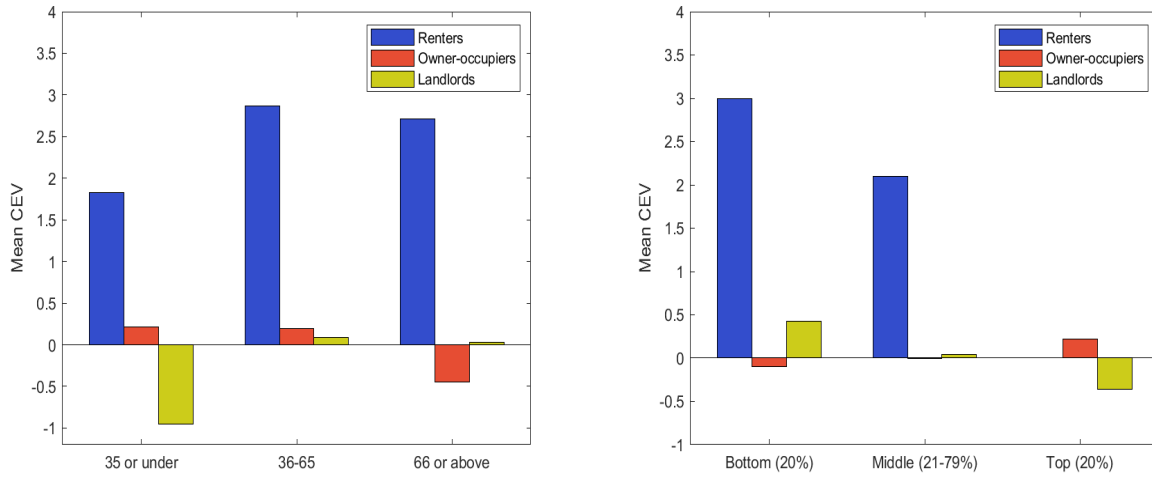 4
3.5
3
2.5
2
1.5
1
0.5
0
-0.5
-1
Mean CEV
Renters
Owner-occupiers
Landlords
35 or under
36-65
66 or above
4
3.5
3
2.5
2
1.5
1
0.5
0
-0.5
-1
Mean CEV
Renters
Owner-occupiers
Landlords
Bottom (20%)
Middle (21-79%)
Top (20%)